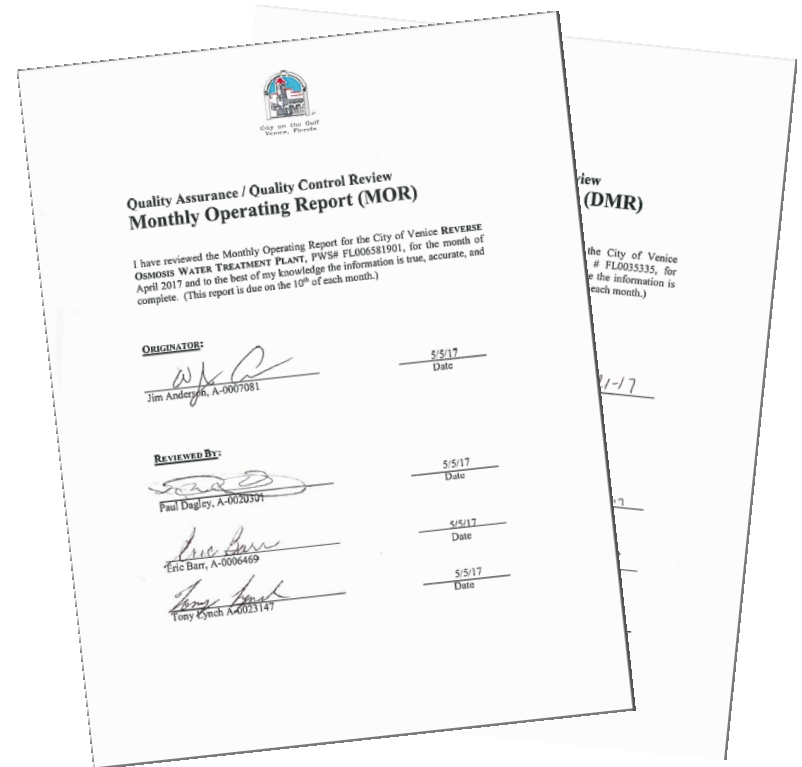 City on the Gulf
Venice, Florida
Quality Assurance / Quality Control Review
Monthly Operating Report (MOR)
I have reviewed the Monthly Operating Report for the City of Venice REVERSE
OSMOSIS WATER TREATMENT PLANT, PWS# FL006581901, for the month of
April 2017 and to the best of my knowledge the information is true, accurate, and
complete. (This report is due on the 10th of each month.)
ORIGINATOR:
5/5/17
Jim Anderson, A-0007081
Date
REVIEWED BY:
5/5/17
Paul Dagley, A-0020301
Date
Eric Barr
5/5/17
Eric Barr, A-0006469
Date
Tony Lynch
5/5/17
Tony Lynch A-0023147
Date
(DMR)
the City of Venice
# FL0035335, for
the information is
each month.)